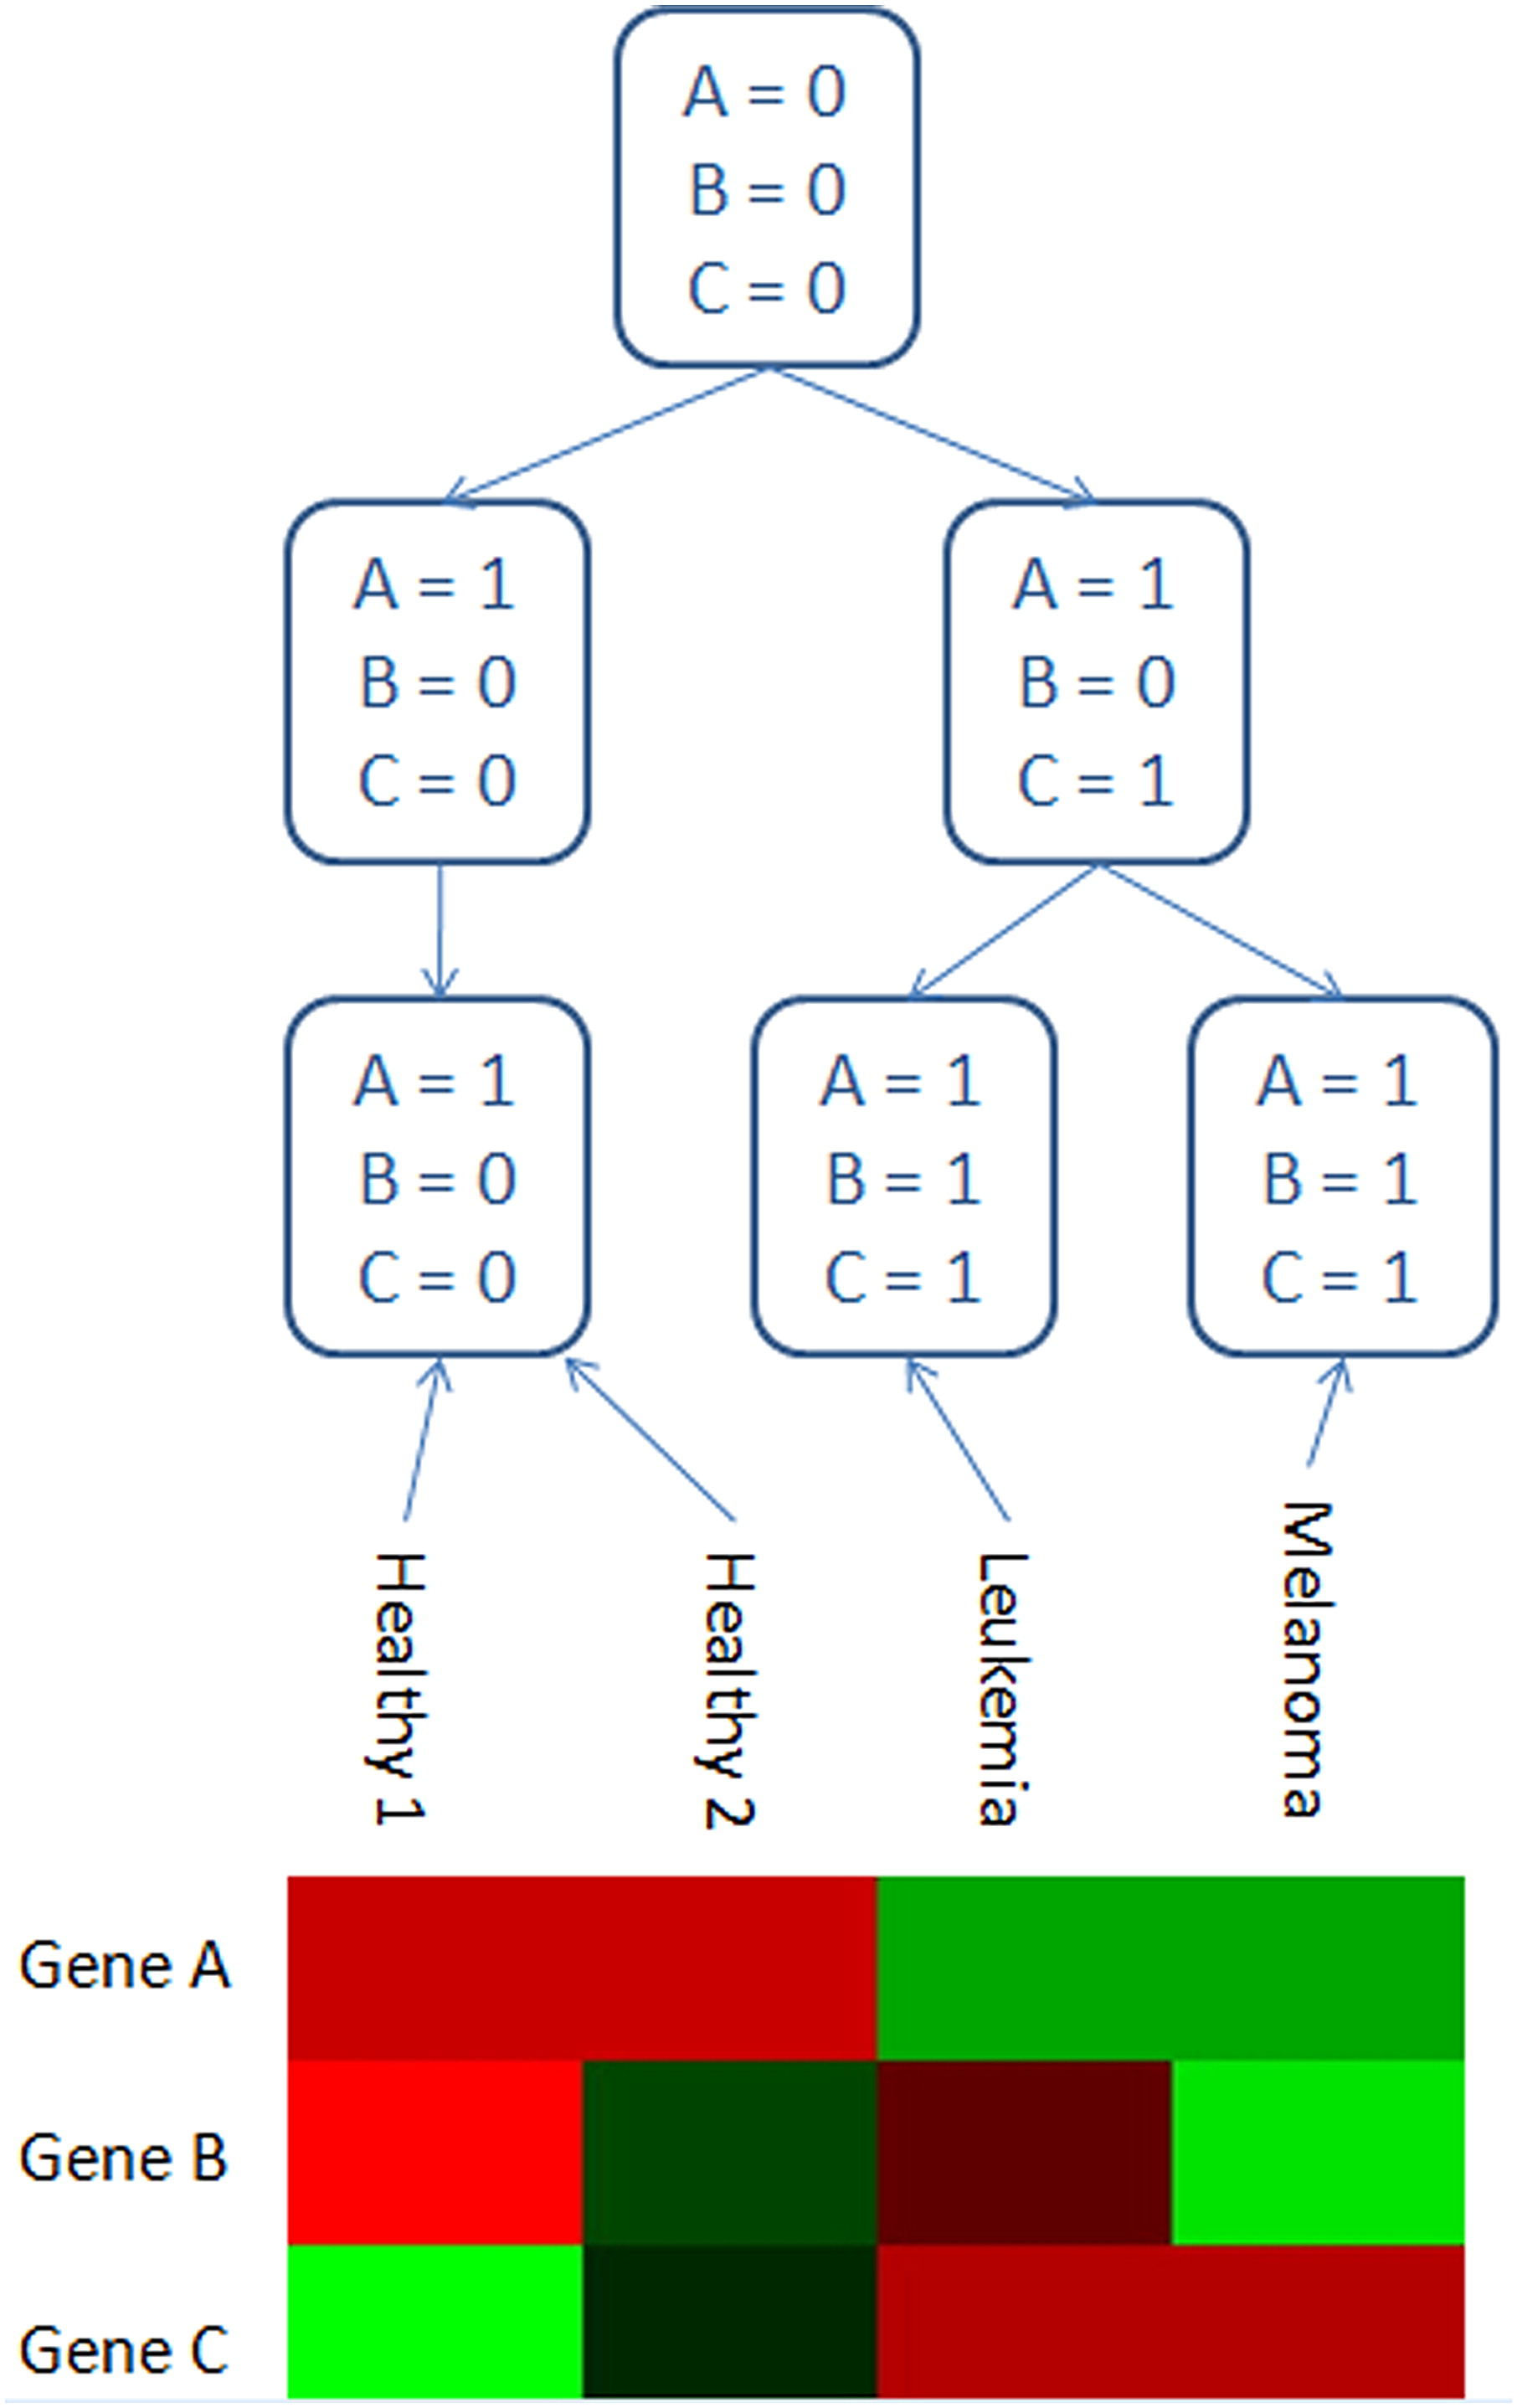 A = 0
B = 0
C = 0
A = 1
B = 0
C = 0
A = 1
B = 0
C = 1
A = 1
B = 0
C = 0
A = 1
B = 1
C = 1
A = 1
B = 1
C = 1
Healthy 1
Healthy 2
Leukemia
Melanoma
Gene A
Gene B
Gene C